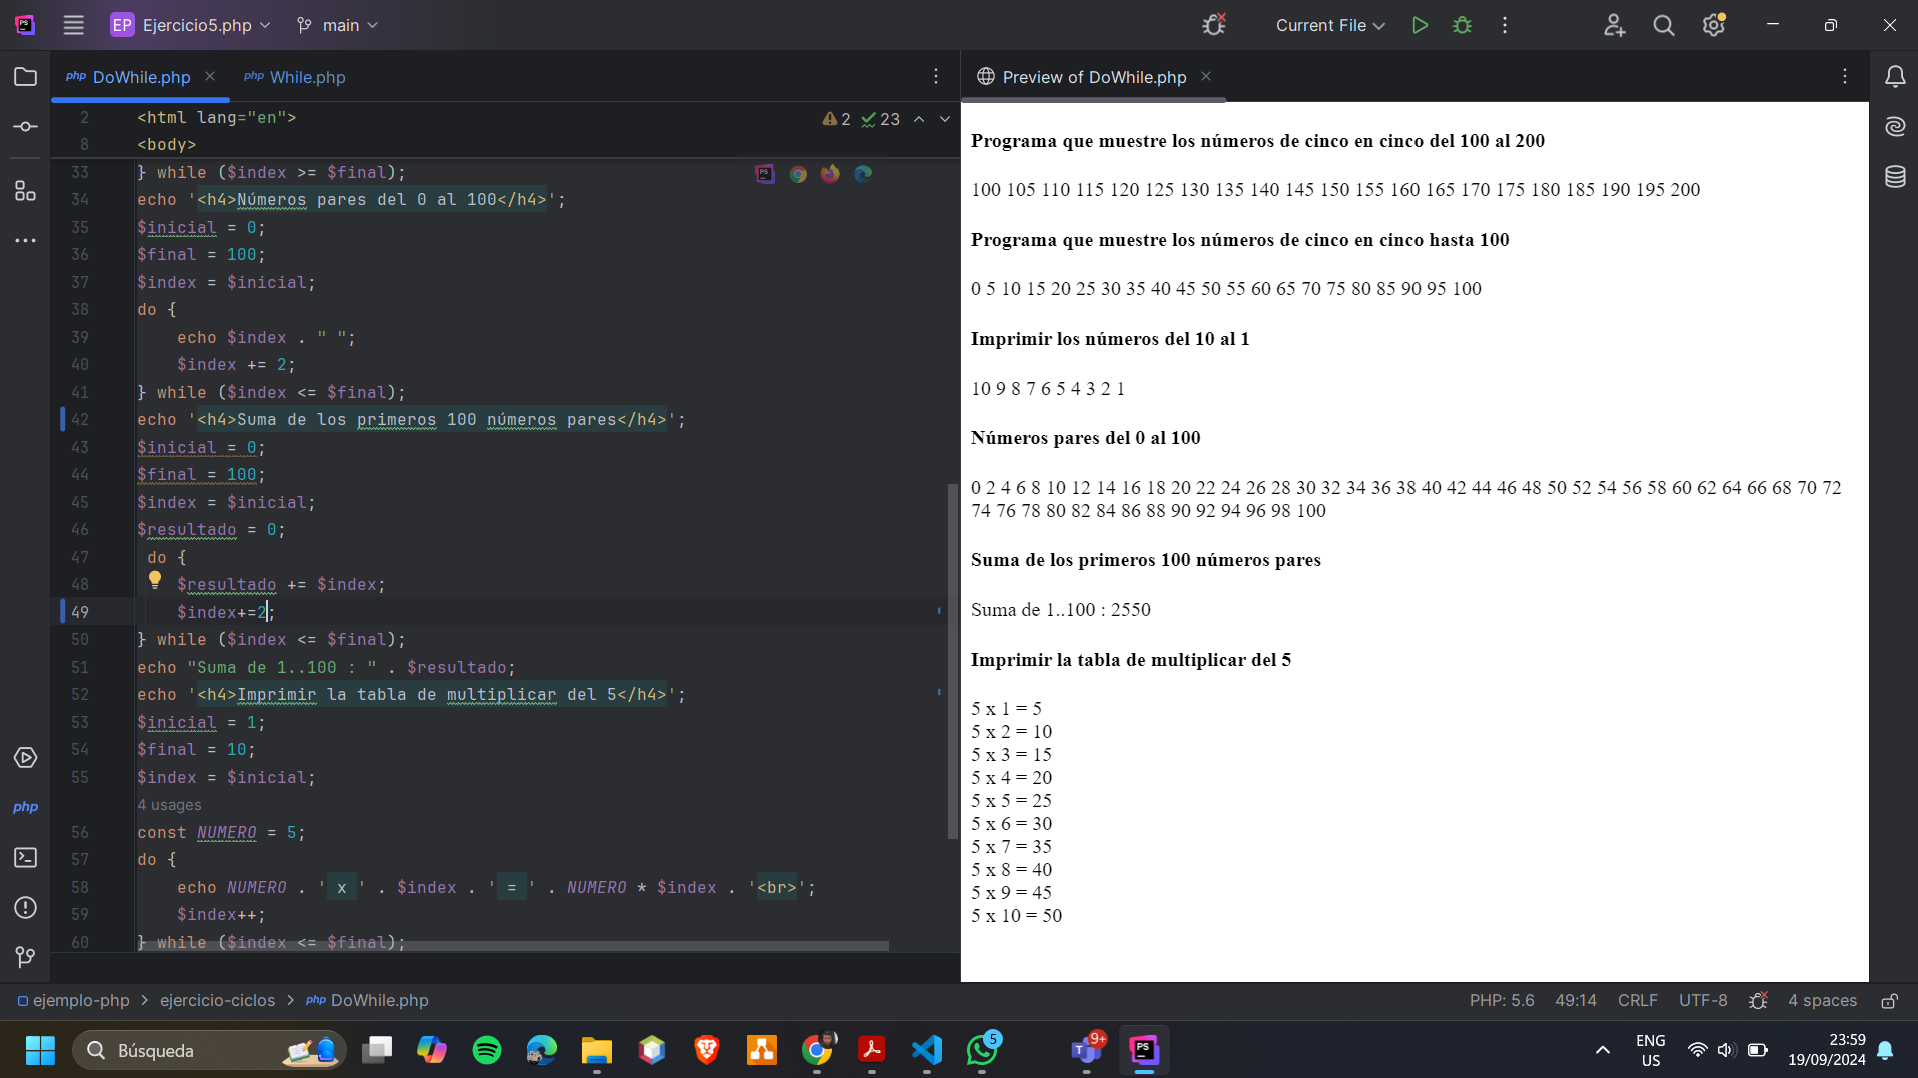 EP Ejercicio5.php main Current File
php DoWhile.php php While.php
2 <html lang="en"> 2 23
8 <body>
33 } while ($index >= $final);
34 echo '<h4>Números pares del 0 al 100</h4>';
35 $inicial = 0;
36 $final = 100;
37 $index = $inicial;
38 do {
39 echo $index . " ";
40 $index += 2;
41 } while ($index <= $final);
42 echo '<h4>Suma de los primeros 100 números pares</h4>';
43 $inicial = 0;
44 $final = 100;
45 $index = $inicial;
46 $resultado = 0;
47 do {
48 $resultado += $index;
49 $index+=2;
50 } while ($index <= $final);
51 echo "Suma de 1..100 : " . $resultado;
52 echo '<h4>Imprimir la tabla de multiplicar del 5</h4>';
53 $inicial = 1;
54 $final = 10;
55 $index = $inicial;
4 usages
56 const NUMERO = 5;
57 do {
58 echo NUMERO . ' x ' . $index . ' = ' . NUMERO * $index . '<br>';
59 $index++;
60 } while ($index <= $final);
php
Preview of DoWhile.php
Programa que muestre los números de cinco en cinco del 100 al 200
100 105 110 115 120 125 130 135 140 145 150 155 160 165 170 175 180 185 190 195 200
Programa que muestre los números de cinco en cinco hasta 100
0 5 10 15 20 25 30 35 40 45 50 55 60 65 70 75 80 85 90 95 100
Imprimir los números del 10 al 1
10 9 8 7 6 5 4 3 2 1
Números pares del 0 al 100
0 2 4 6 8 10 12 14 16 18 20 22 24 26 28 30 32 34 36 38 40 42 44 46 48 50 52 54 56 58 60 62 64 66 68 70 72
74 76 78 80 82 84 86 88 90 92 94 96 98 100
Suma de los primeros 100 números pares
Suma de 1..100 : 2550
Imprimir la tabla de multiplicar del 5
5 x 1 = 5
5 x 2 = 10
5 x 3 = 15
5 x 4 = 20
5 x 5 = 25
5 x 6 = 30
5 x 7 = 35
5 x 8 = 40
5 x 9 = 45
5 x 10 = 50
ejemplo-php > ejercicio-ciclos > php DoWhile.php PHP: 5.6 49:14 CRLF UTF-8 4 spaces
Búsqueda 5 9+ PS
ENG
US
23:59
19/09/2024